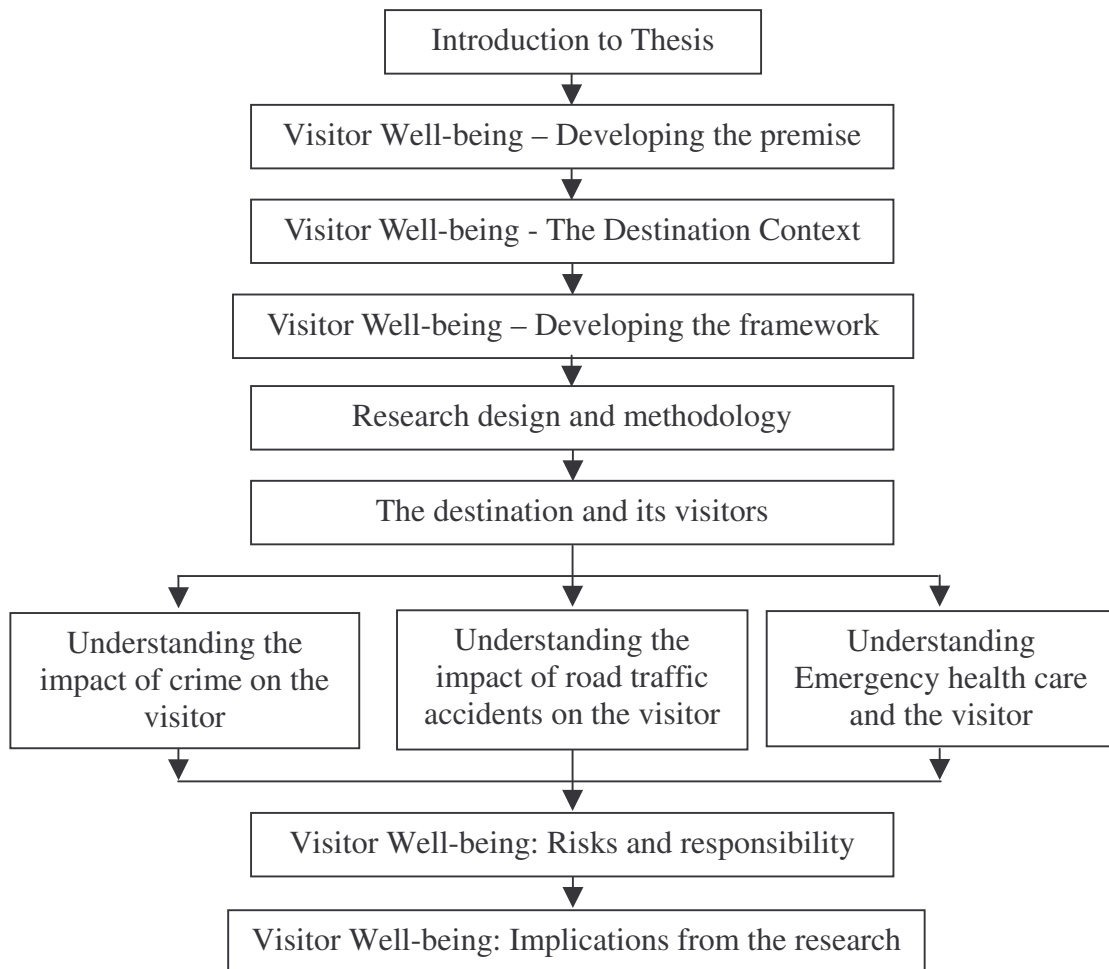 Introduction to Thesis
Visitor Well-being – Developing the premise
Visitor Well-being - The Destination Context
Visitor Well-being – Developing the framework
Research design and methodology
The destination and its visitors
Understanding the
impact of crime on the
visitor
Understanding the
impact of road traffic
accidents on the visitor
Understanding
Emergency health care
and the visitor
Visitor Well-being: Risks and responsibility
Visitor Well-being: Implications from the research